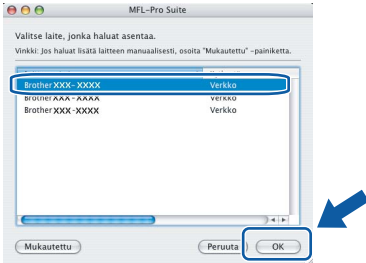 MFL-Pro Suite
Valitse laite, jonka haluat asentaa.
Vinkki: Jos haluat lisätä laitteen manuaalisesti, osoita "Mukautettu" -painiketta.
Brother XXX-XXXX Verkko
Brother XXX-XXXX Verkko
Brother XXX-XXXX Verkko
Mukautettu Peruuta OK